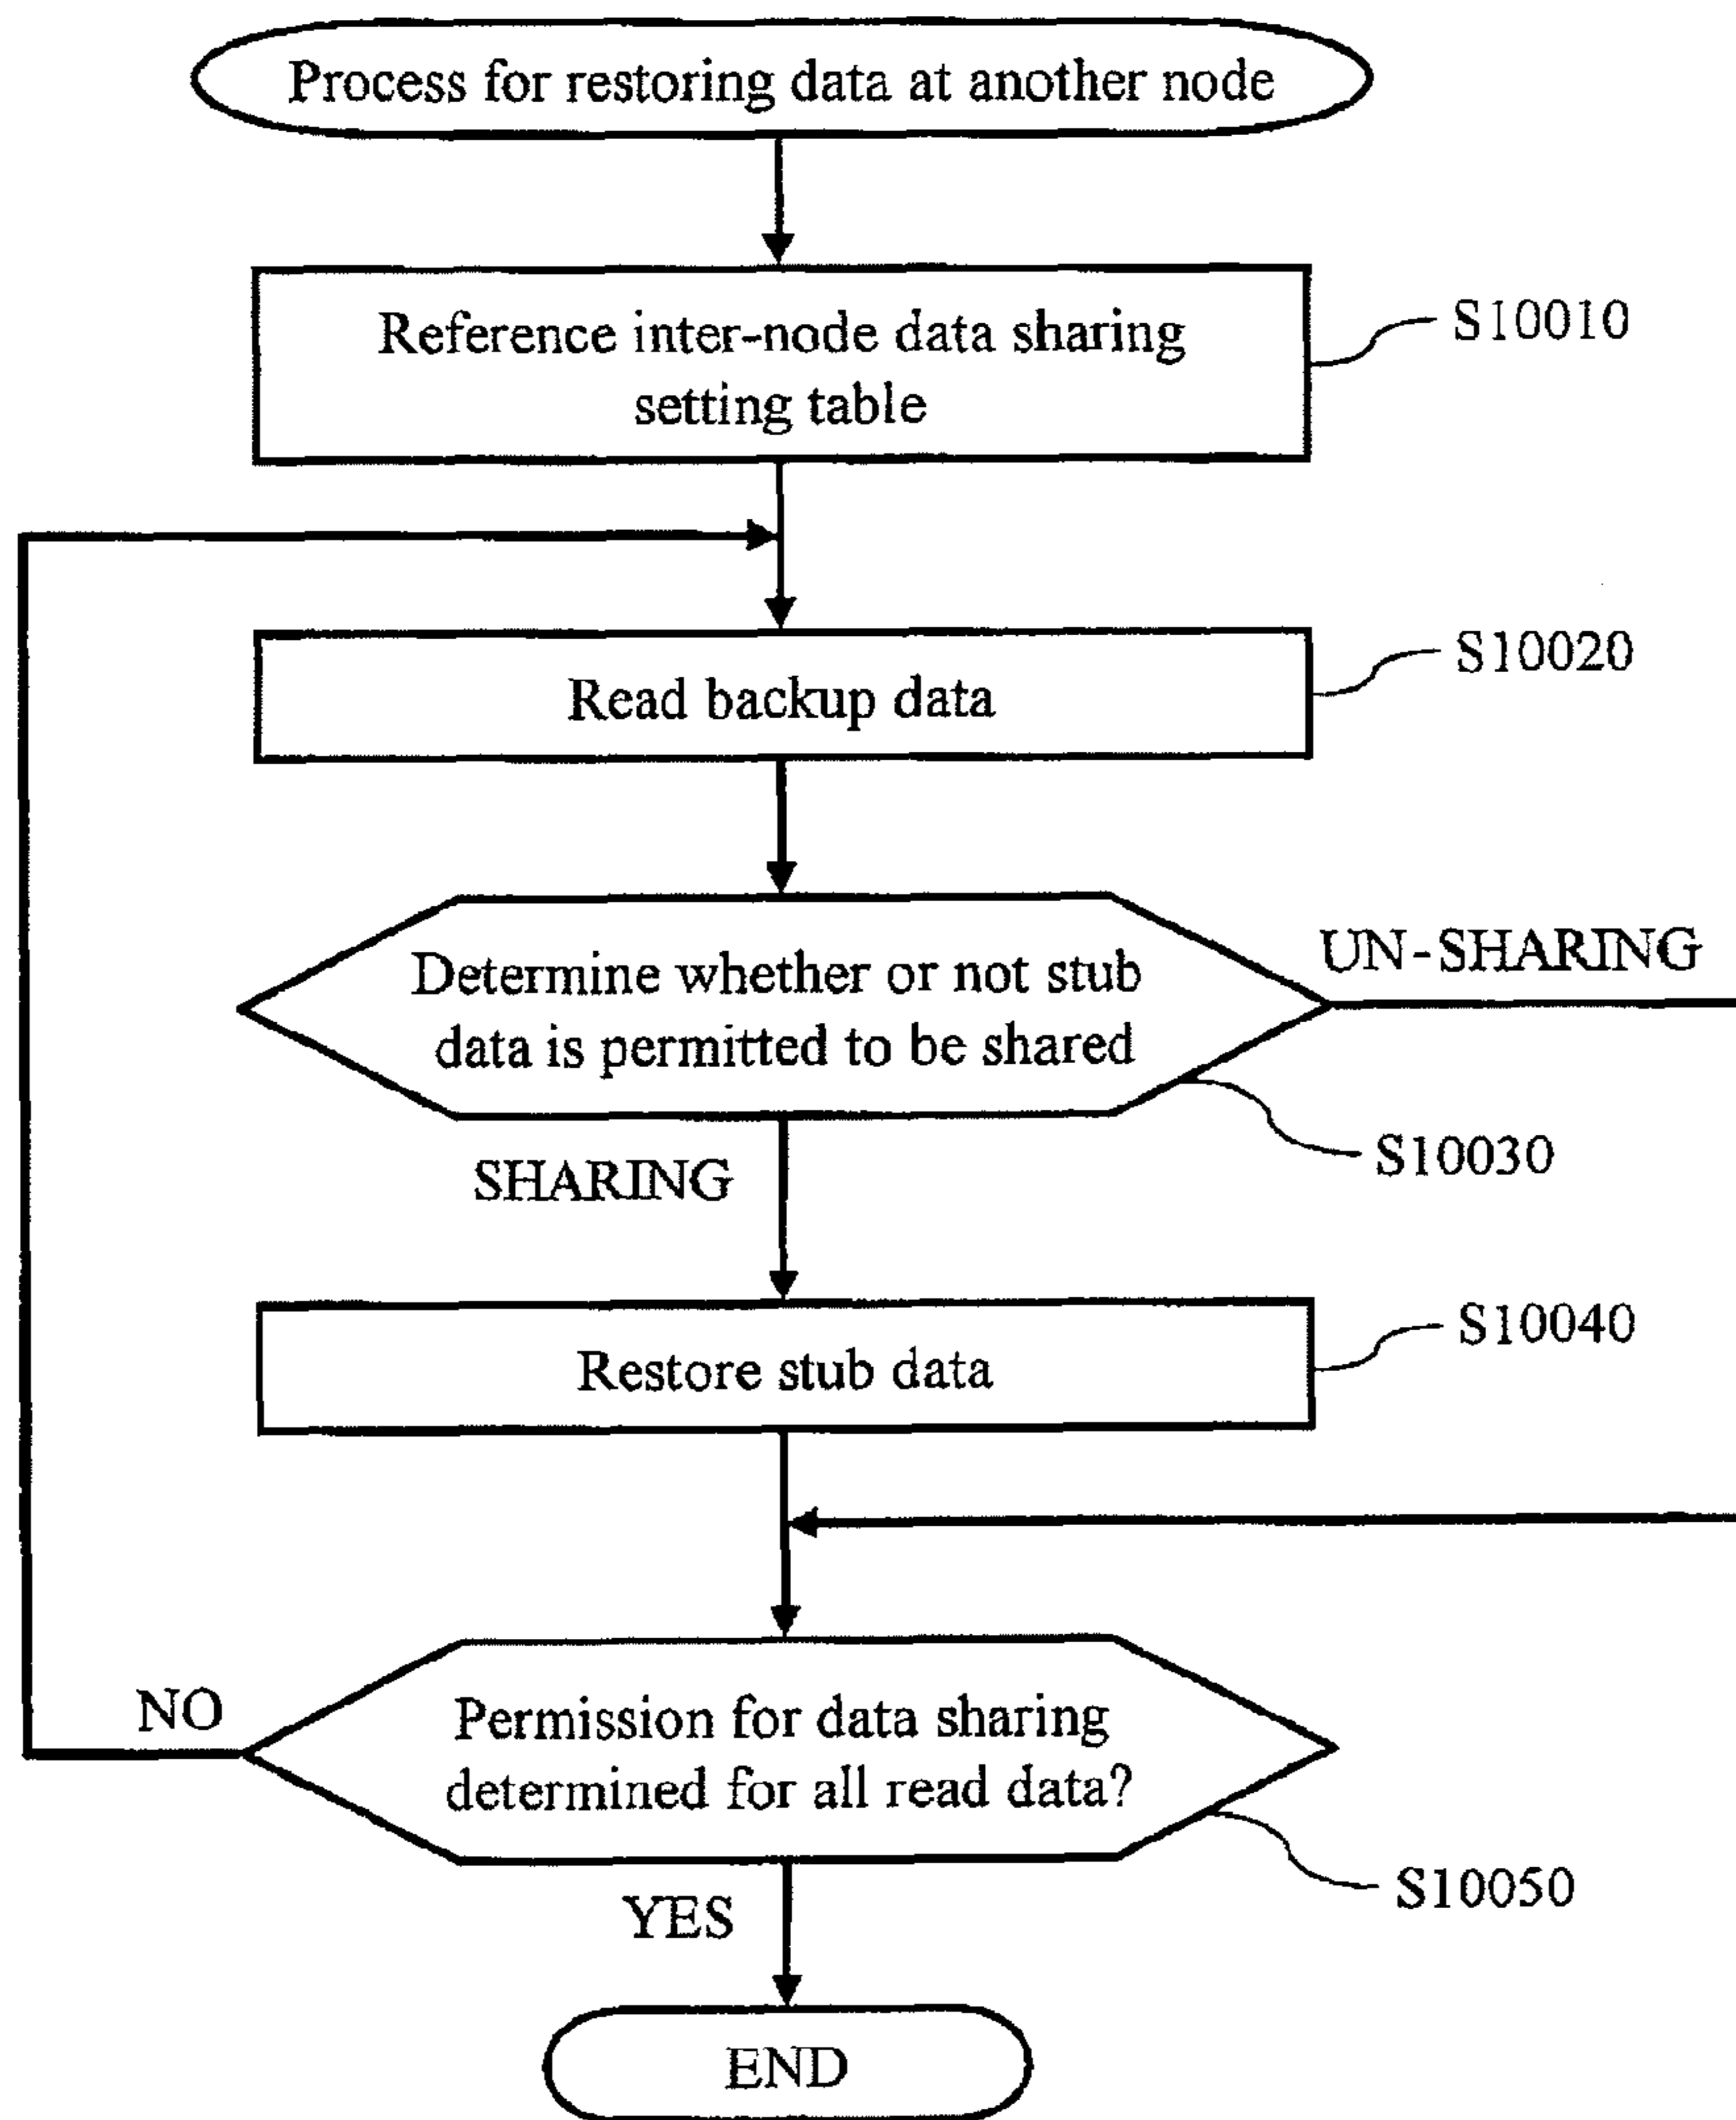 Process for restoring data at another node
Reference inter-node data sharing
setting table
S10010
Read backup data
S10020
Determine whether or not stub
data is permitted to be shared
UN-SHARING
S10030
SHARING
Restore stub data
S10040
NO
Permission for data sharing
determined for all read data?
S10050
YES
END